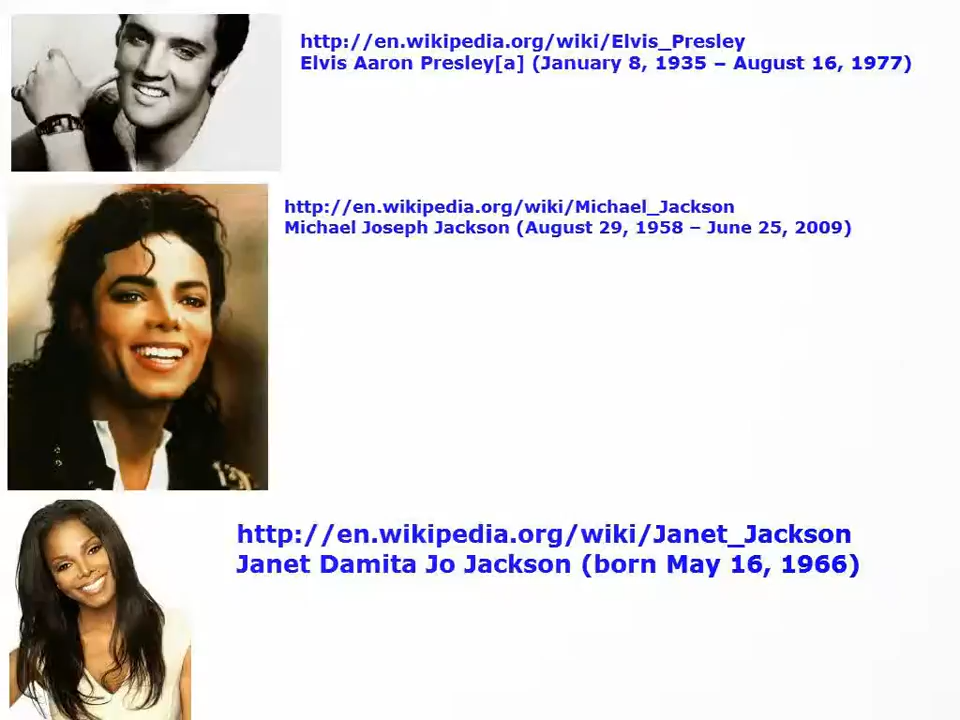 http://en.wikipedia.org/wiki/Elvis_Presley
Elvis Aaron Presley[a] (January 8, 1935 – August 16, 1977)
http://en.wikipedia.org/wiki/Michael_Jackson
Michael Joseph Jackson (August 29, 1958 – June 25, 2009)
http://en.wikipedia.org/wiki/Janet_Jackson
Janet Damita Jo Jackson (born May 16, 1966)